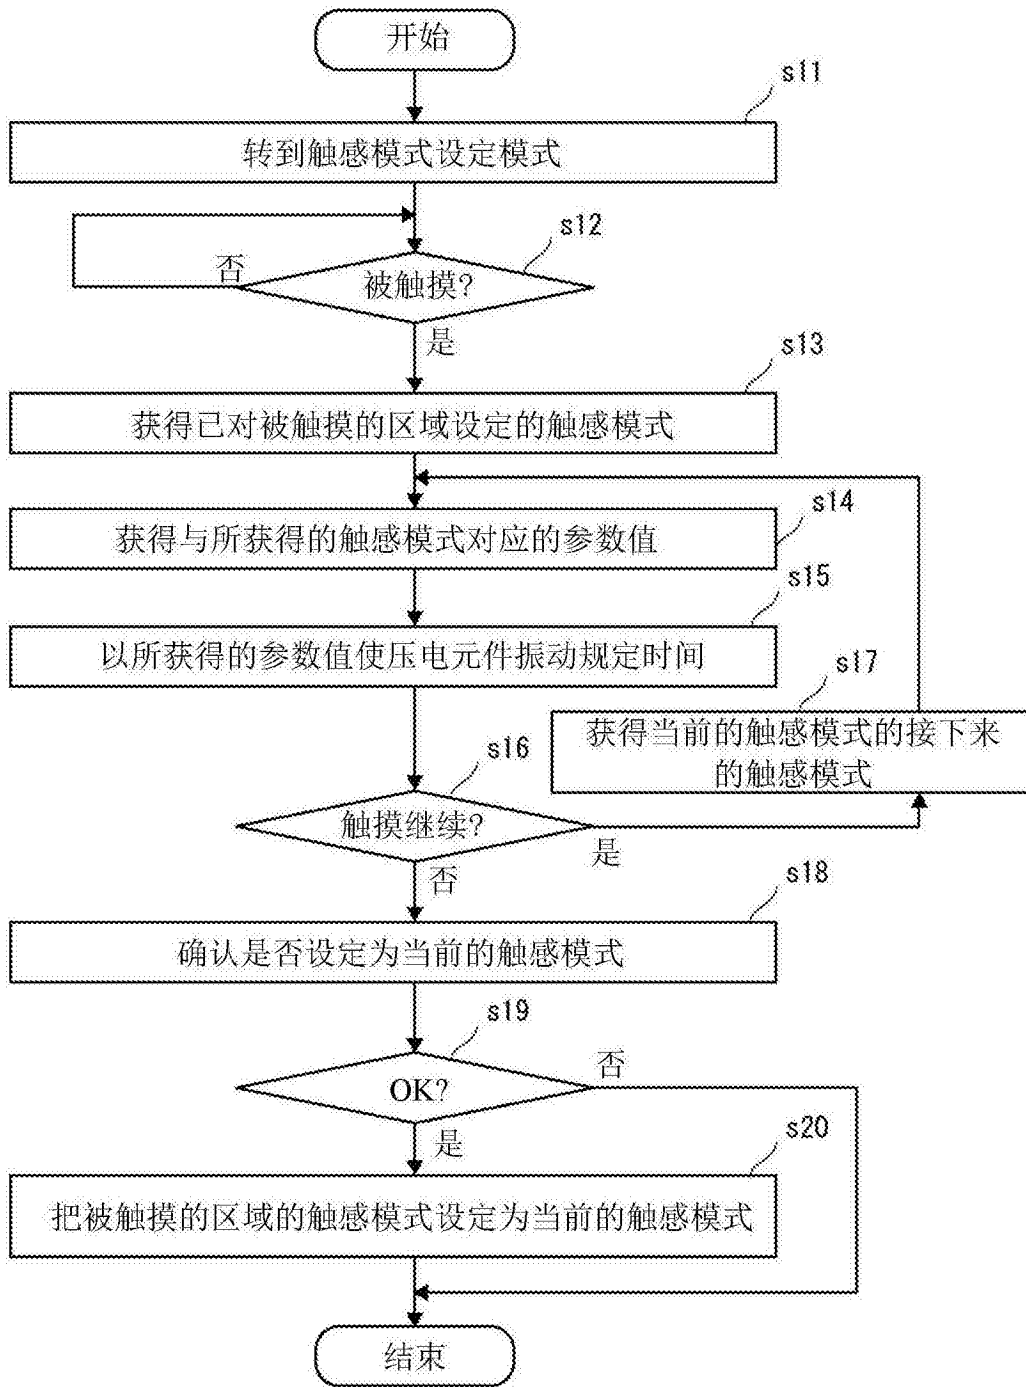 开始
s11
转到触感模式设定模式
s12
否
被触摸?
是
s13
获得已对被触摸的区域设定的触感模式
s14
获得与所获得的触感模式对应的参数值
s15
以所获得的参数值使压电元件振动规定时间
s17
获得当前的触感模式的接下来
的触感模式
s16
触摸继续?
是
否
s18
确认是否设定为当前的触感模式
s19
否
OK?
是
s20
把被触摸的区域的触感模式设定为当前的触感模式
结束